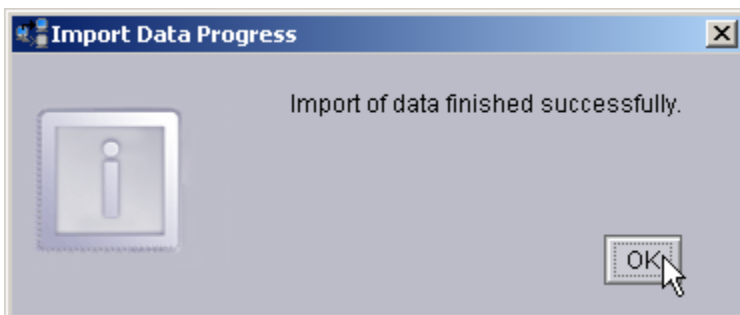 Import Data Progress
Import of data finished successfully.
OK